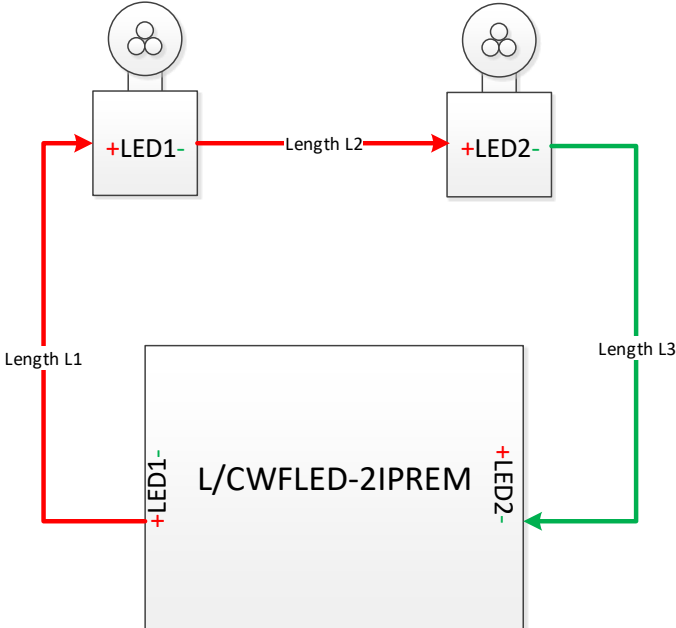 +LED1-
Length L2
+LED2-
Length L1
Length L3
+LED1-
L/CWFLED-2IPREM
+LED2-